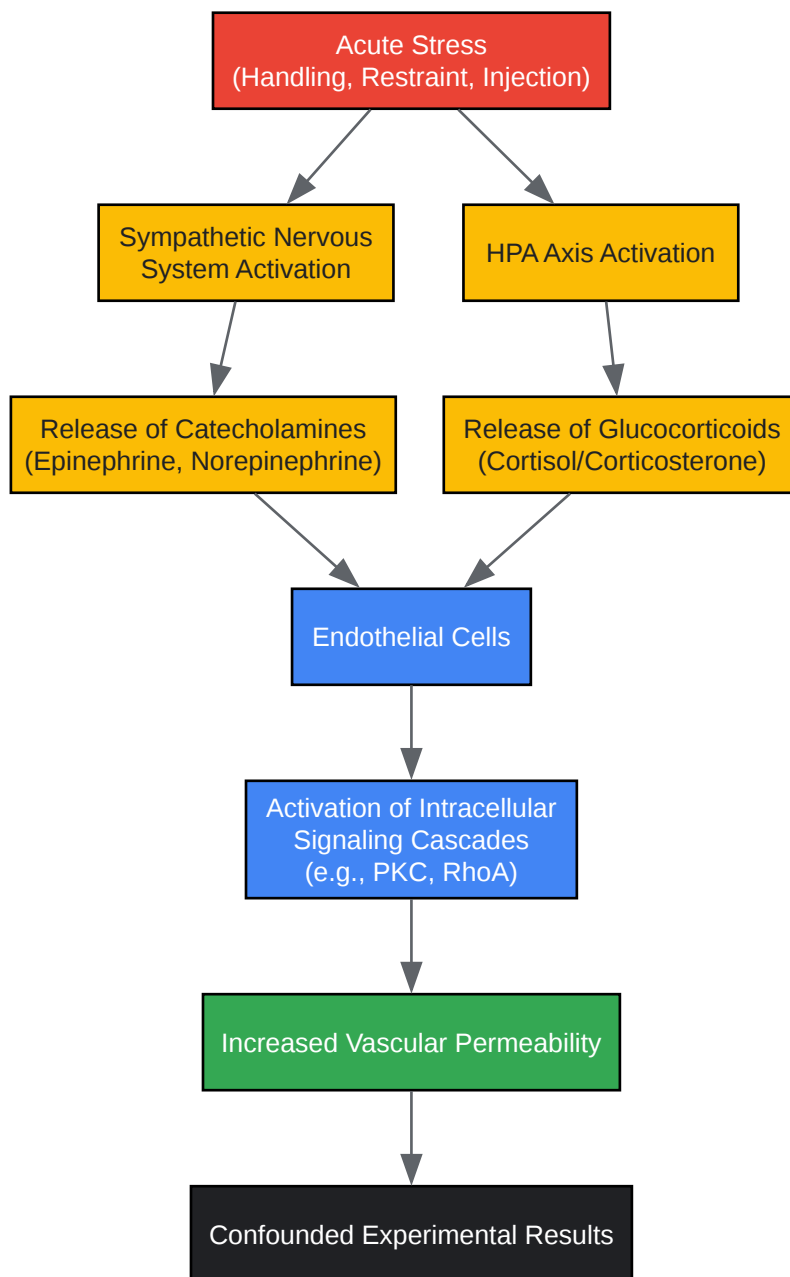 Acute Stress
(Handling, Restraint, Injection)
Sympathetic Nervous
System Activation
HPA Axis Activation
Release of Catecholamines
(Epinephrine, Norepinephrine)
Release of Glucocorticoids
(Cortisol/Corticosterone)
Endothelial Cells
Activation of Intracellular
Signaling Cascades
(e.g., PKC, RhoA)
Increased Vascular Permeability
Confounded Experimental Results